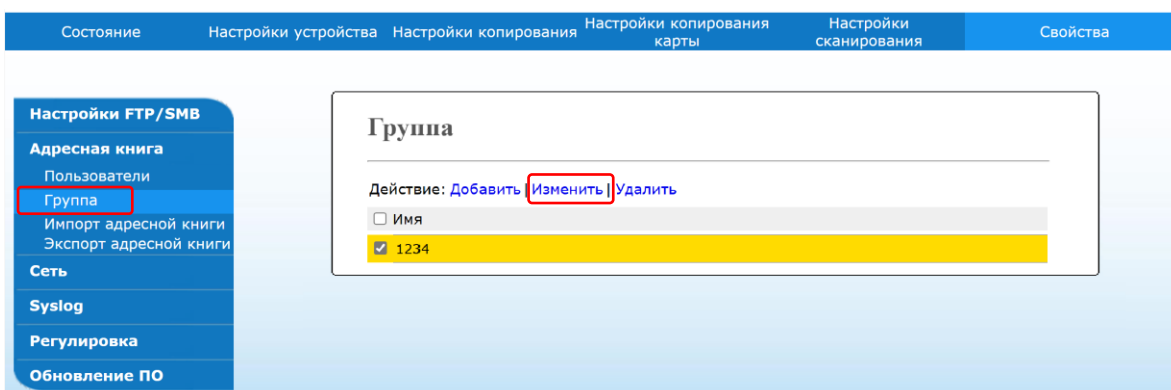 Состояние
Настройки устройства
Настройки копирования
Настройки копирования
карты
Настройки
сканирования
Свойства
Настройки FTP/SMB
Адресная книга
Пользователи
Группа
Импорт адресной книги
Экспорт адресной книги
Сеть
Syslog
Регулировка
Обновление ПО
Группа
Действие: Добавить | Изменить | Удалить
Имя
1234